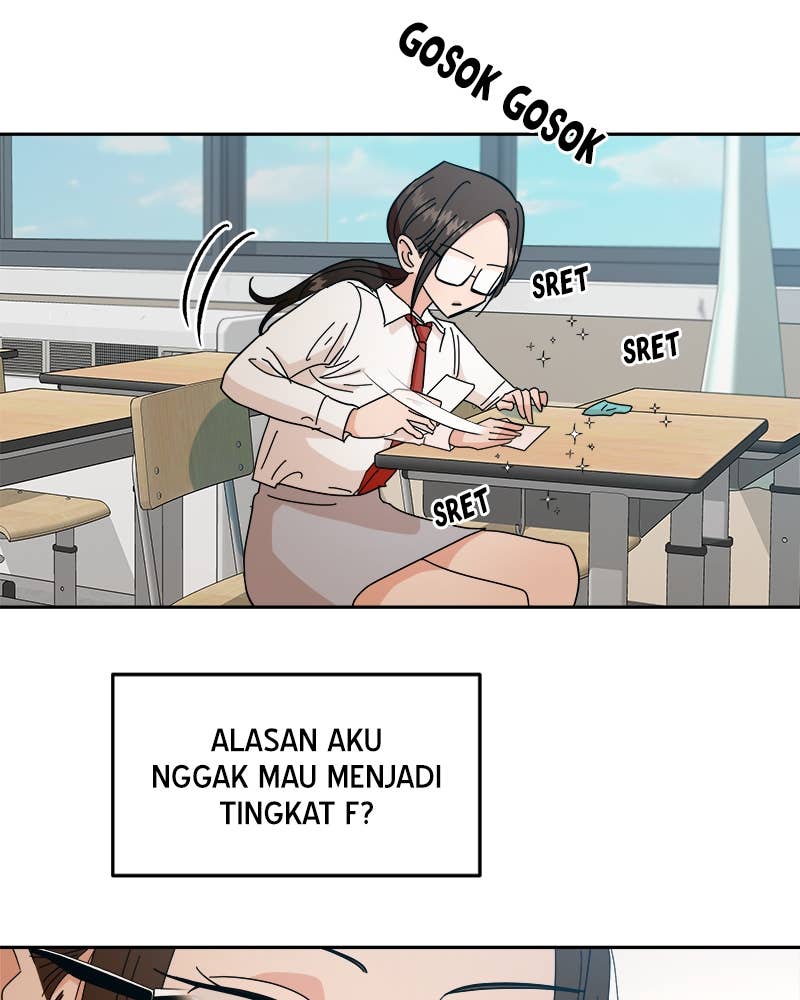 GOSOK GOSOK
SRET
SRET
SRET
ALASAN AKU
NGGAK MAU MENJADI
TINGKAT F?